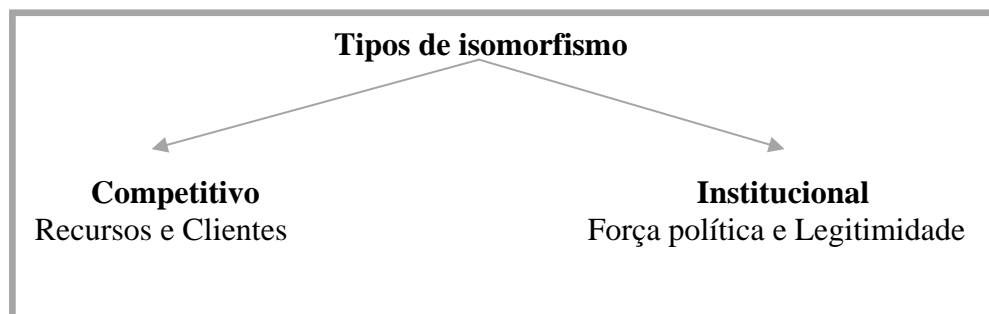 Tipos de isomorfismo
Competitivo
Recursos e Clientes
Institucional
Força política e Legitimidade